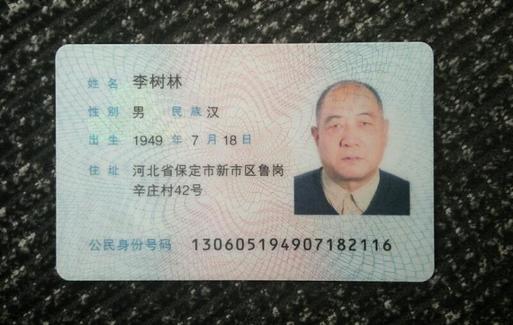 姓名 李树林
性别 男 民族 汉
出生 1949 年 7 月 18 日
住址 河北省保定市新市区鲁岗
辛庄村42号
公民身份号码 130605194907182116